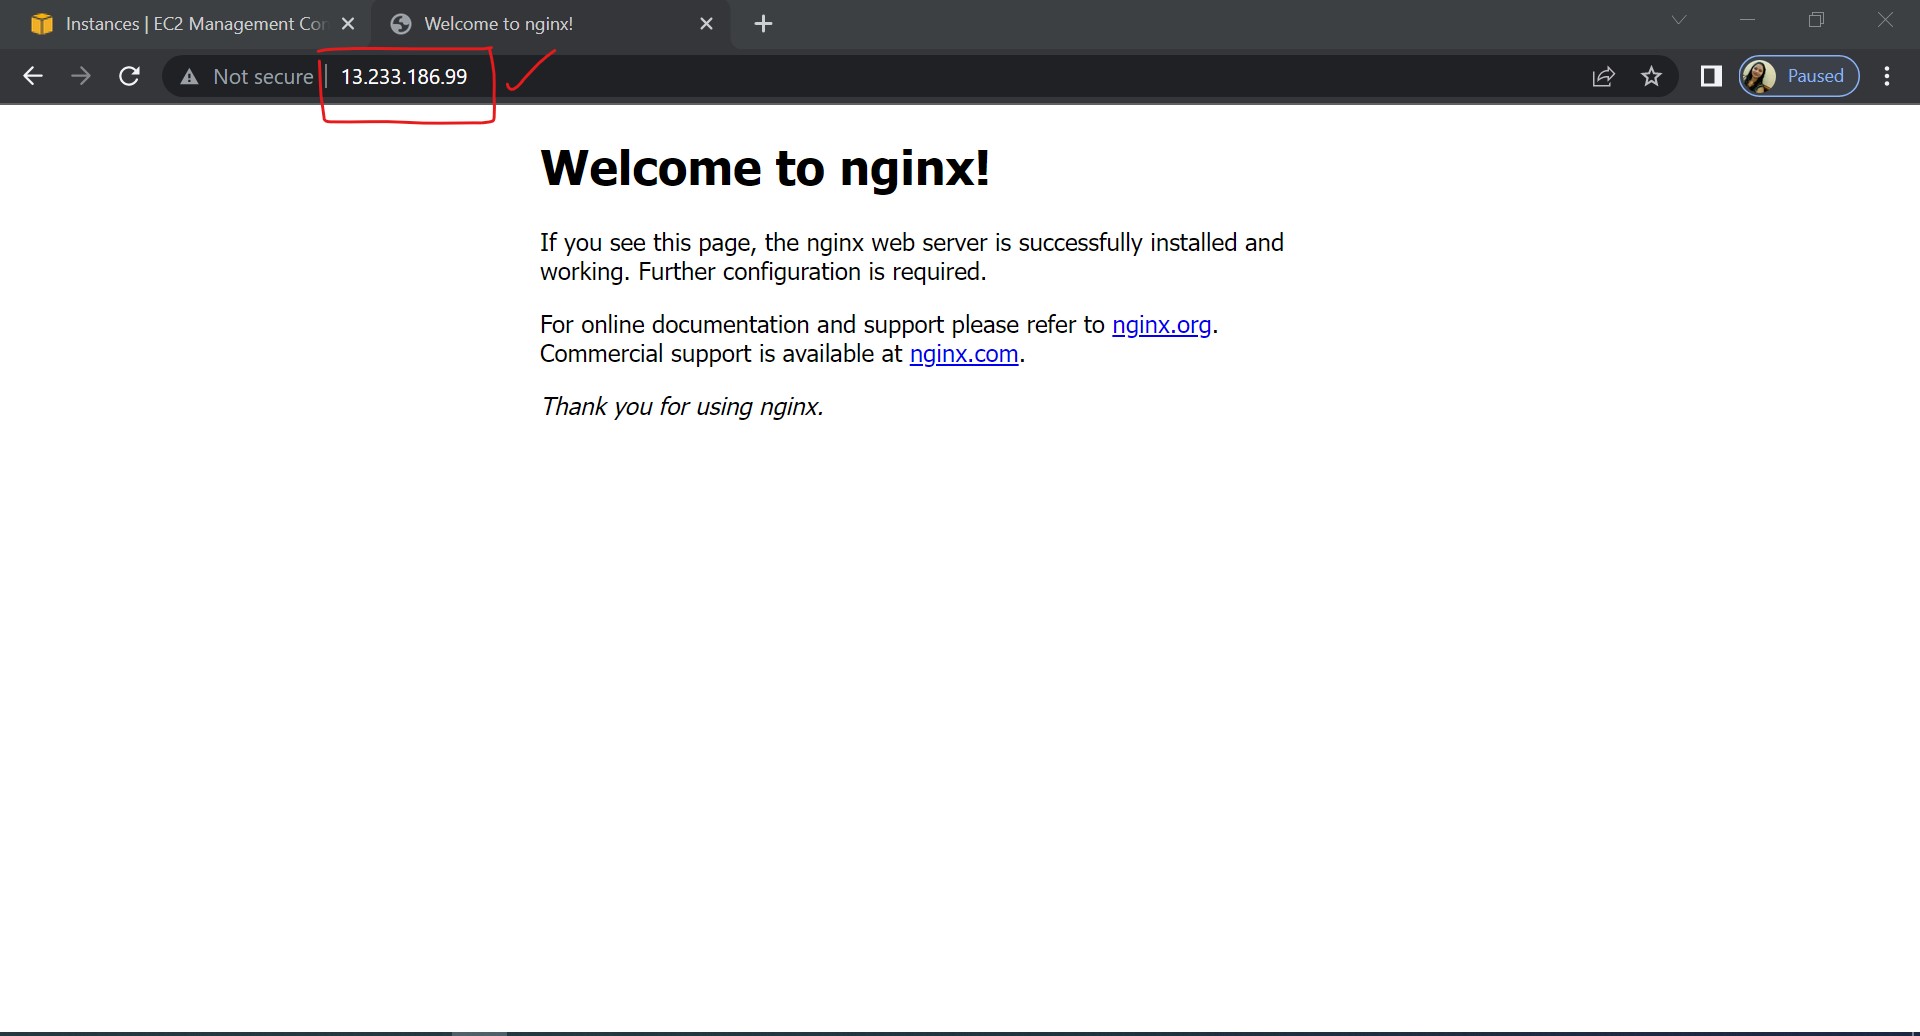 Instances | EC2 Management Con
Welcome to nginx!
Not secure
13.233.186.99
Paused
Welcome to nginx!
If you see this page, the nginx web server is successfully installed and
working. Further configuration is required.
For online documentation and support please refer to nginx.org.
Commercial support is available at nginx.com.
Thank you for using nginx.